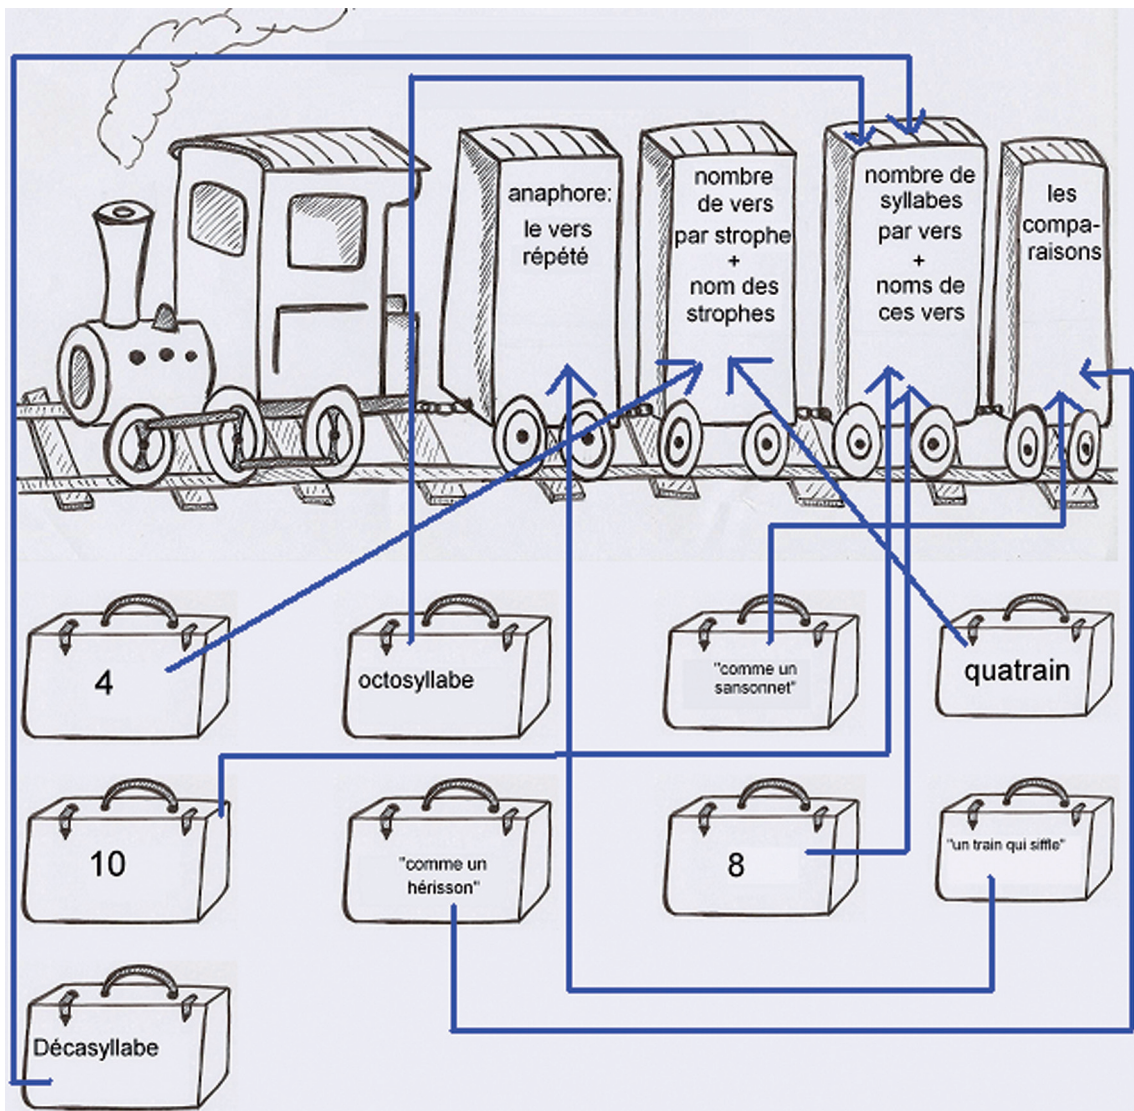 anaphore:
le vers
répété
nombre
de vers
par strophe
+
nom des
strophes
nombre de
syllabes
par vers
+
noms de
ces vers
les
compa-
raisons
4
octosyllabe
"comme un
sansonnet"
quatrain
10
"comme un
hérisson"
8
"un train qui siffle"
Décasyllabe